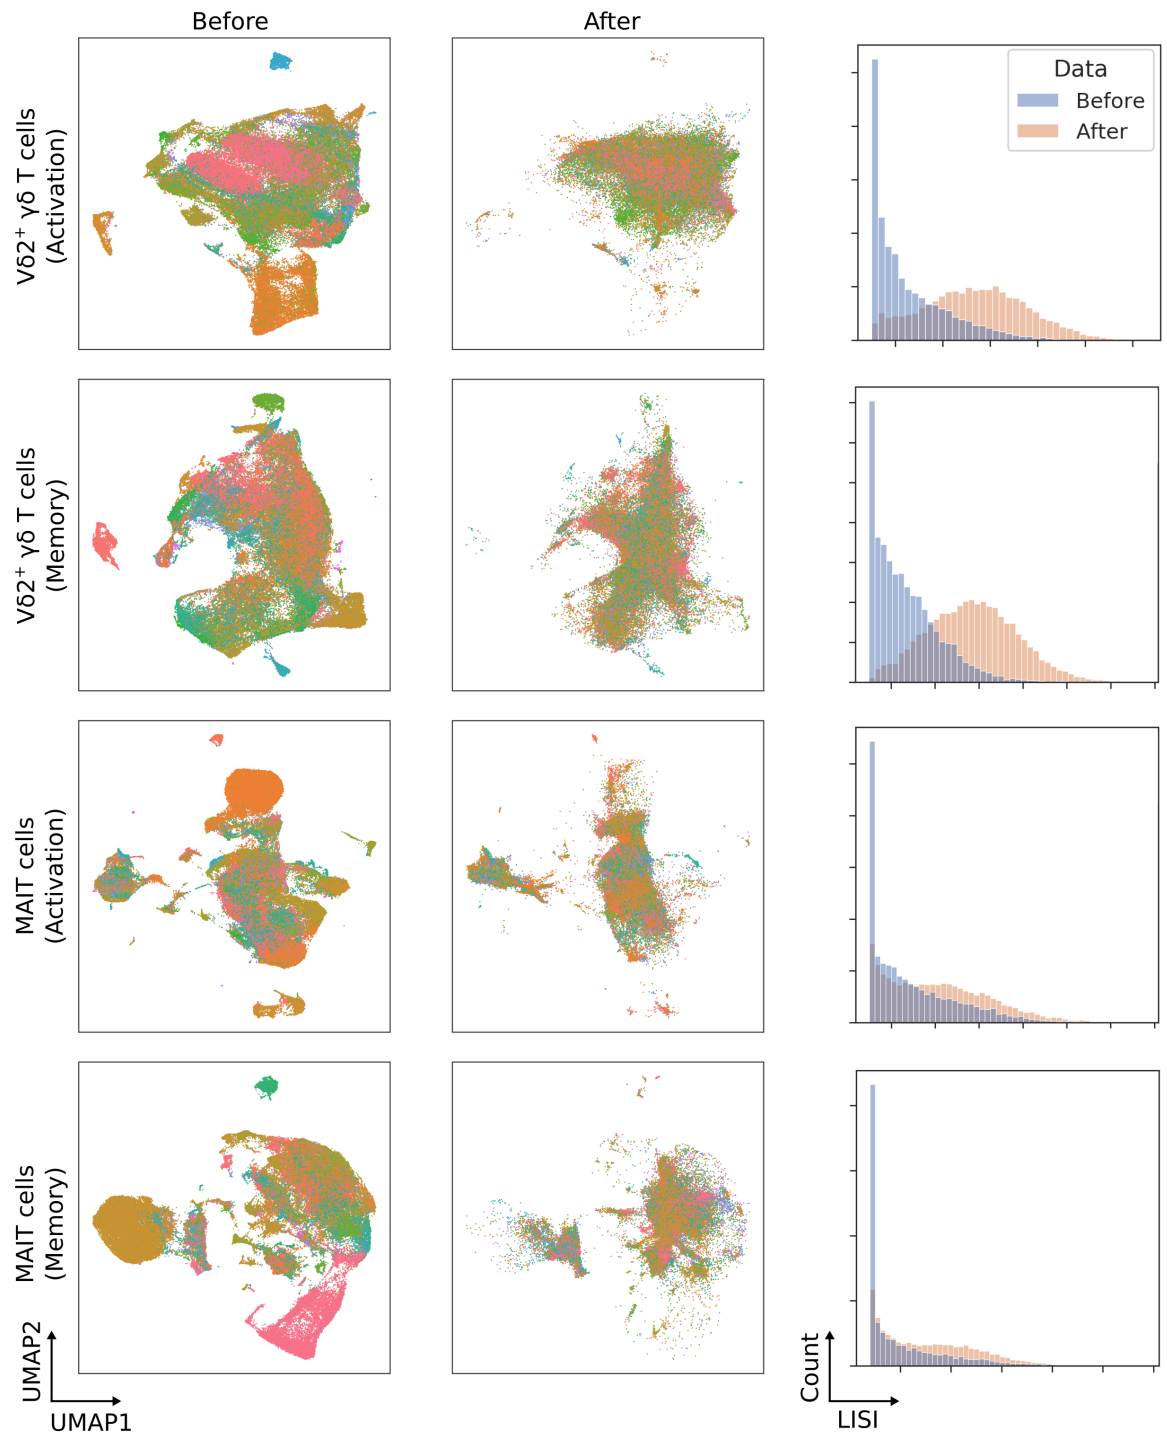 Before
After
Data
Before
After
Vδ2⁺ γδ T cells
(Activation)
Vδ2⁺ γδ T cells
(Memory)
MAIT cells
(Activation)
MAIT cells
(Memory)
UMAP2
UMAP1
Count
LISI